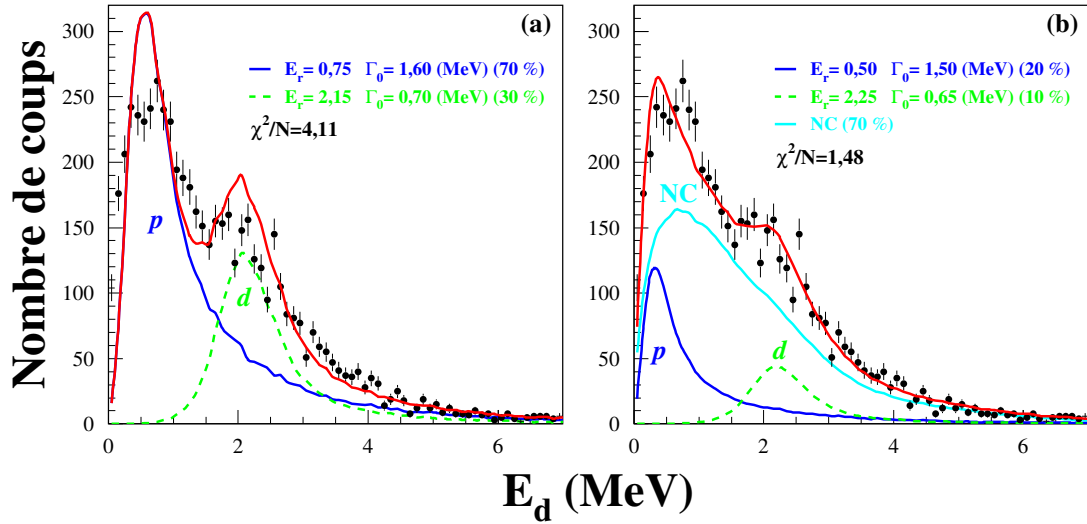 Nombre de coups
300
250
200
150
100
50
0
(a)
E_r= 0,75 Γ_0= 1,60 (MeV) (70 %)
E_r= 2,15 Γ_0= 0,70 (MeV) (30 %)
χ²/N=4,11
p
d
0 2 4 6
300
250
200
150
100
50
0
(b)
E_r= 0,50 Γ_0= 1,50 (MeV) (20 %)
E_r= 2,25 Γ_0= 0,65 (MeV) (10 %)
NC (70 %)
χ²/N=1,48
NC
p
d
0 2 4 6
E_d (MeV)